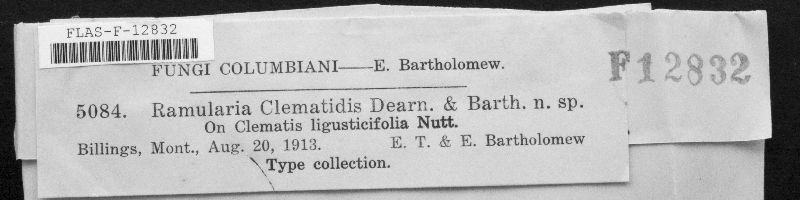 FLAS-F-12832
FUNGI COLUMBIANI—E. Bartholomew.
F12832
5084. Ramularia Clematidis Dearn. & Barth. n. sp.
On Clematis ligusticifolia Nutt.
Billings, Mont., Aug. 20, 1913. E. T. & E. Bartholomew
Type collection.